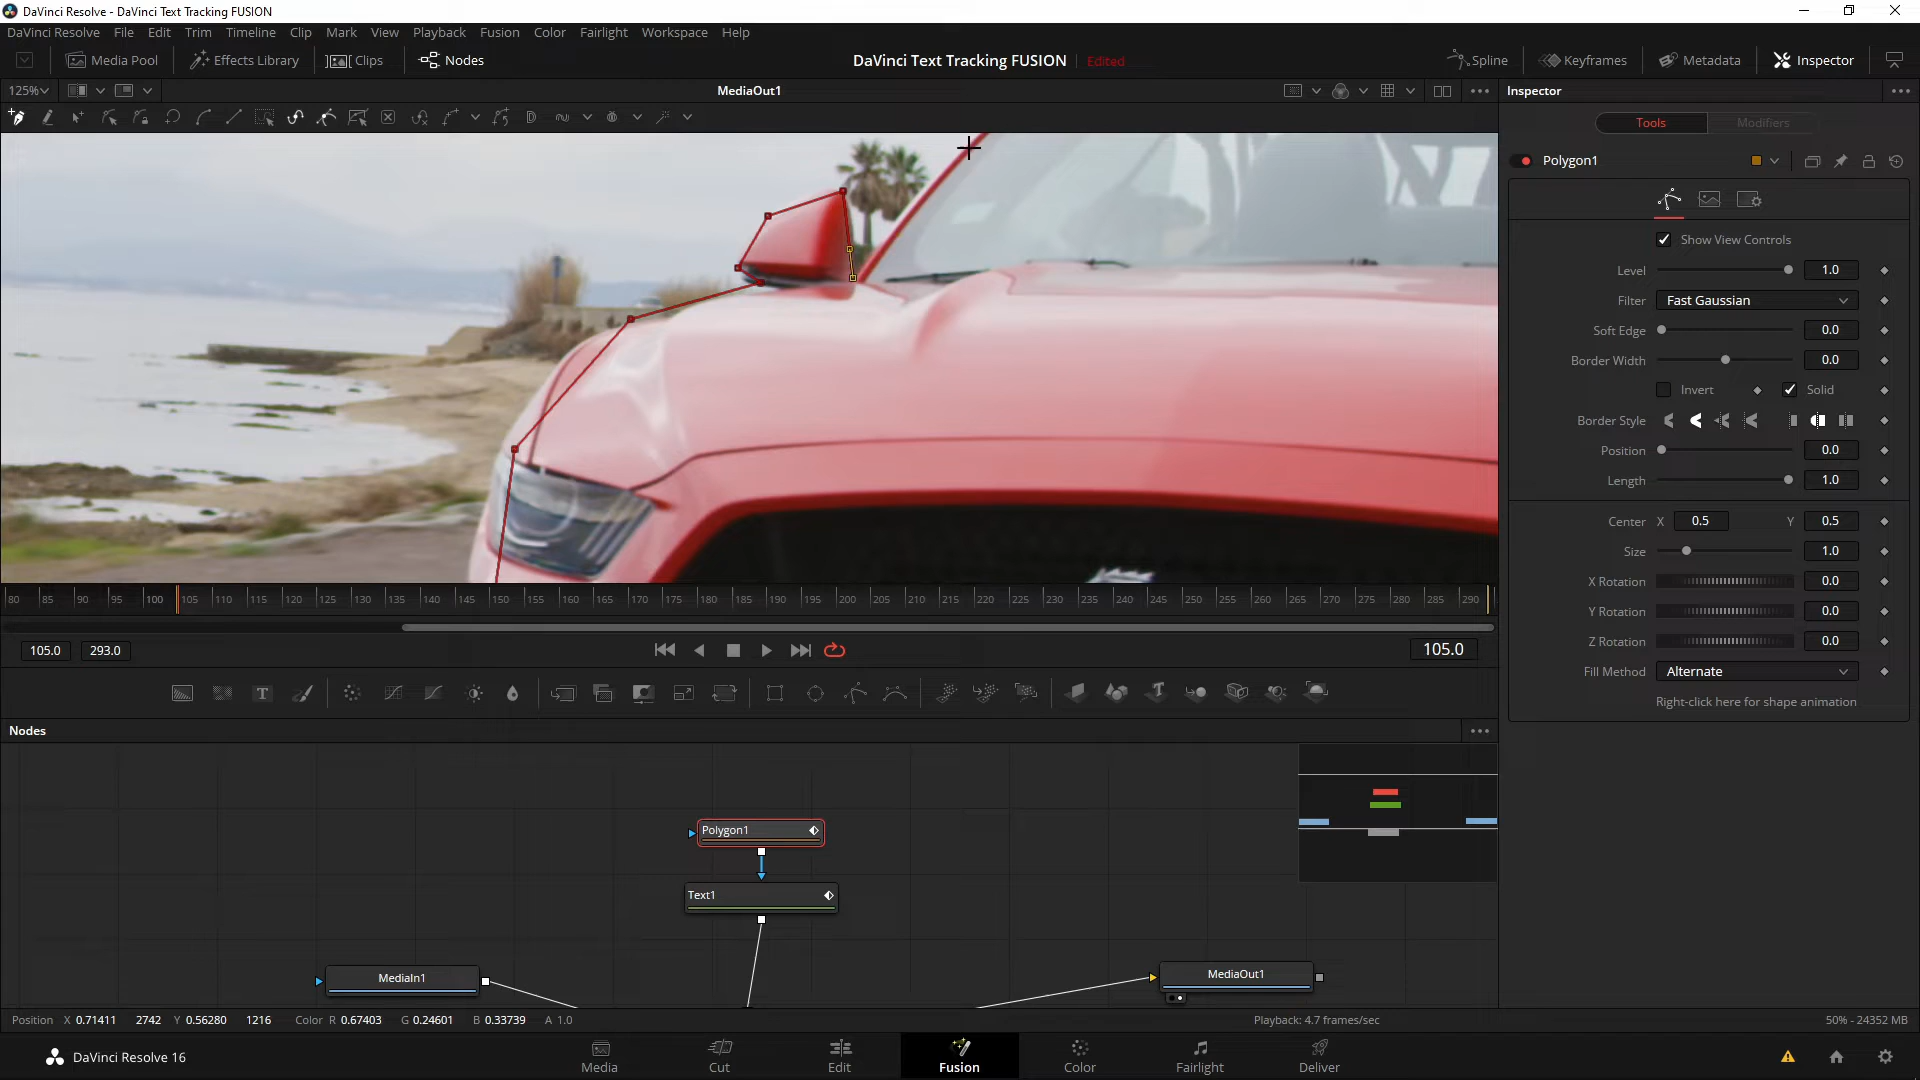 DaVinci Resolve - DaVinci Text Tracking FUSION
DaVinci Resolve File Edit Trim Timeline Clip Mark View Playback Fusion Color Fairlight Workspace Help
Media Pool Effects Library Clips Nodes DaVinci Text Tracking FUSION Edited Spline Keyframes Metadata Inspector
125% MediaOut1 Inspector
Tools Modifiers
Polygon1
Show View Controls
Level 1.0
Filter Fast Gaussian
Soft Edge 0.0
Border Width 0.0
Invert Solid
Border Style
Position 0.0
Length 1.0
Center X 0.5 Y 0.5
Size 1.0
X Rotation 0.0
Y Rotation 0.0
Z Rotation 0.0
Fill Method Alternate
Right-click here for shape animation
80 85 90 95 100 105 110 115 120 125 130 135 140 145 150 155 160 165 170 175 180 185 190 195 200 205 210 215 220 225 230 235 240 245 250 255 260 265 270 275 280 285 290
105.0 293.0 105.0
Nodes
Polygon1
Text1
MediaIn1 MediaOut1
Position X 0.71411 2742 Y 0.56280 1216 Color R 0.67403 G 0.24601 B 0.33739 A 1.0 Playback: 4.7 frames/sec 50% - 24352 MB
DaVinci Resolve 16 Media Cut Edit Fusion Color Fairlight Deliver